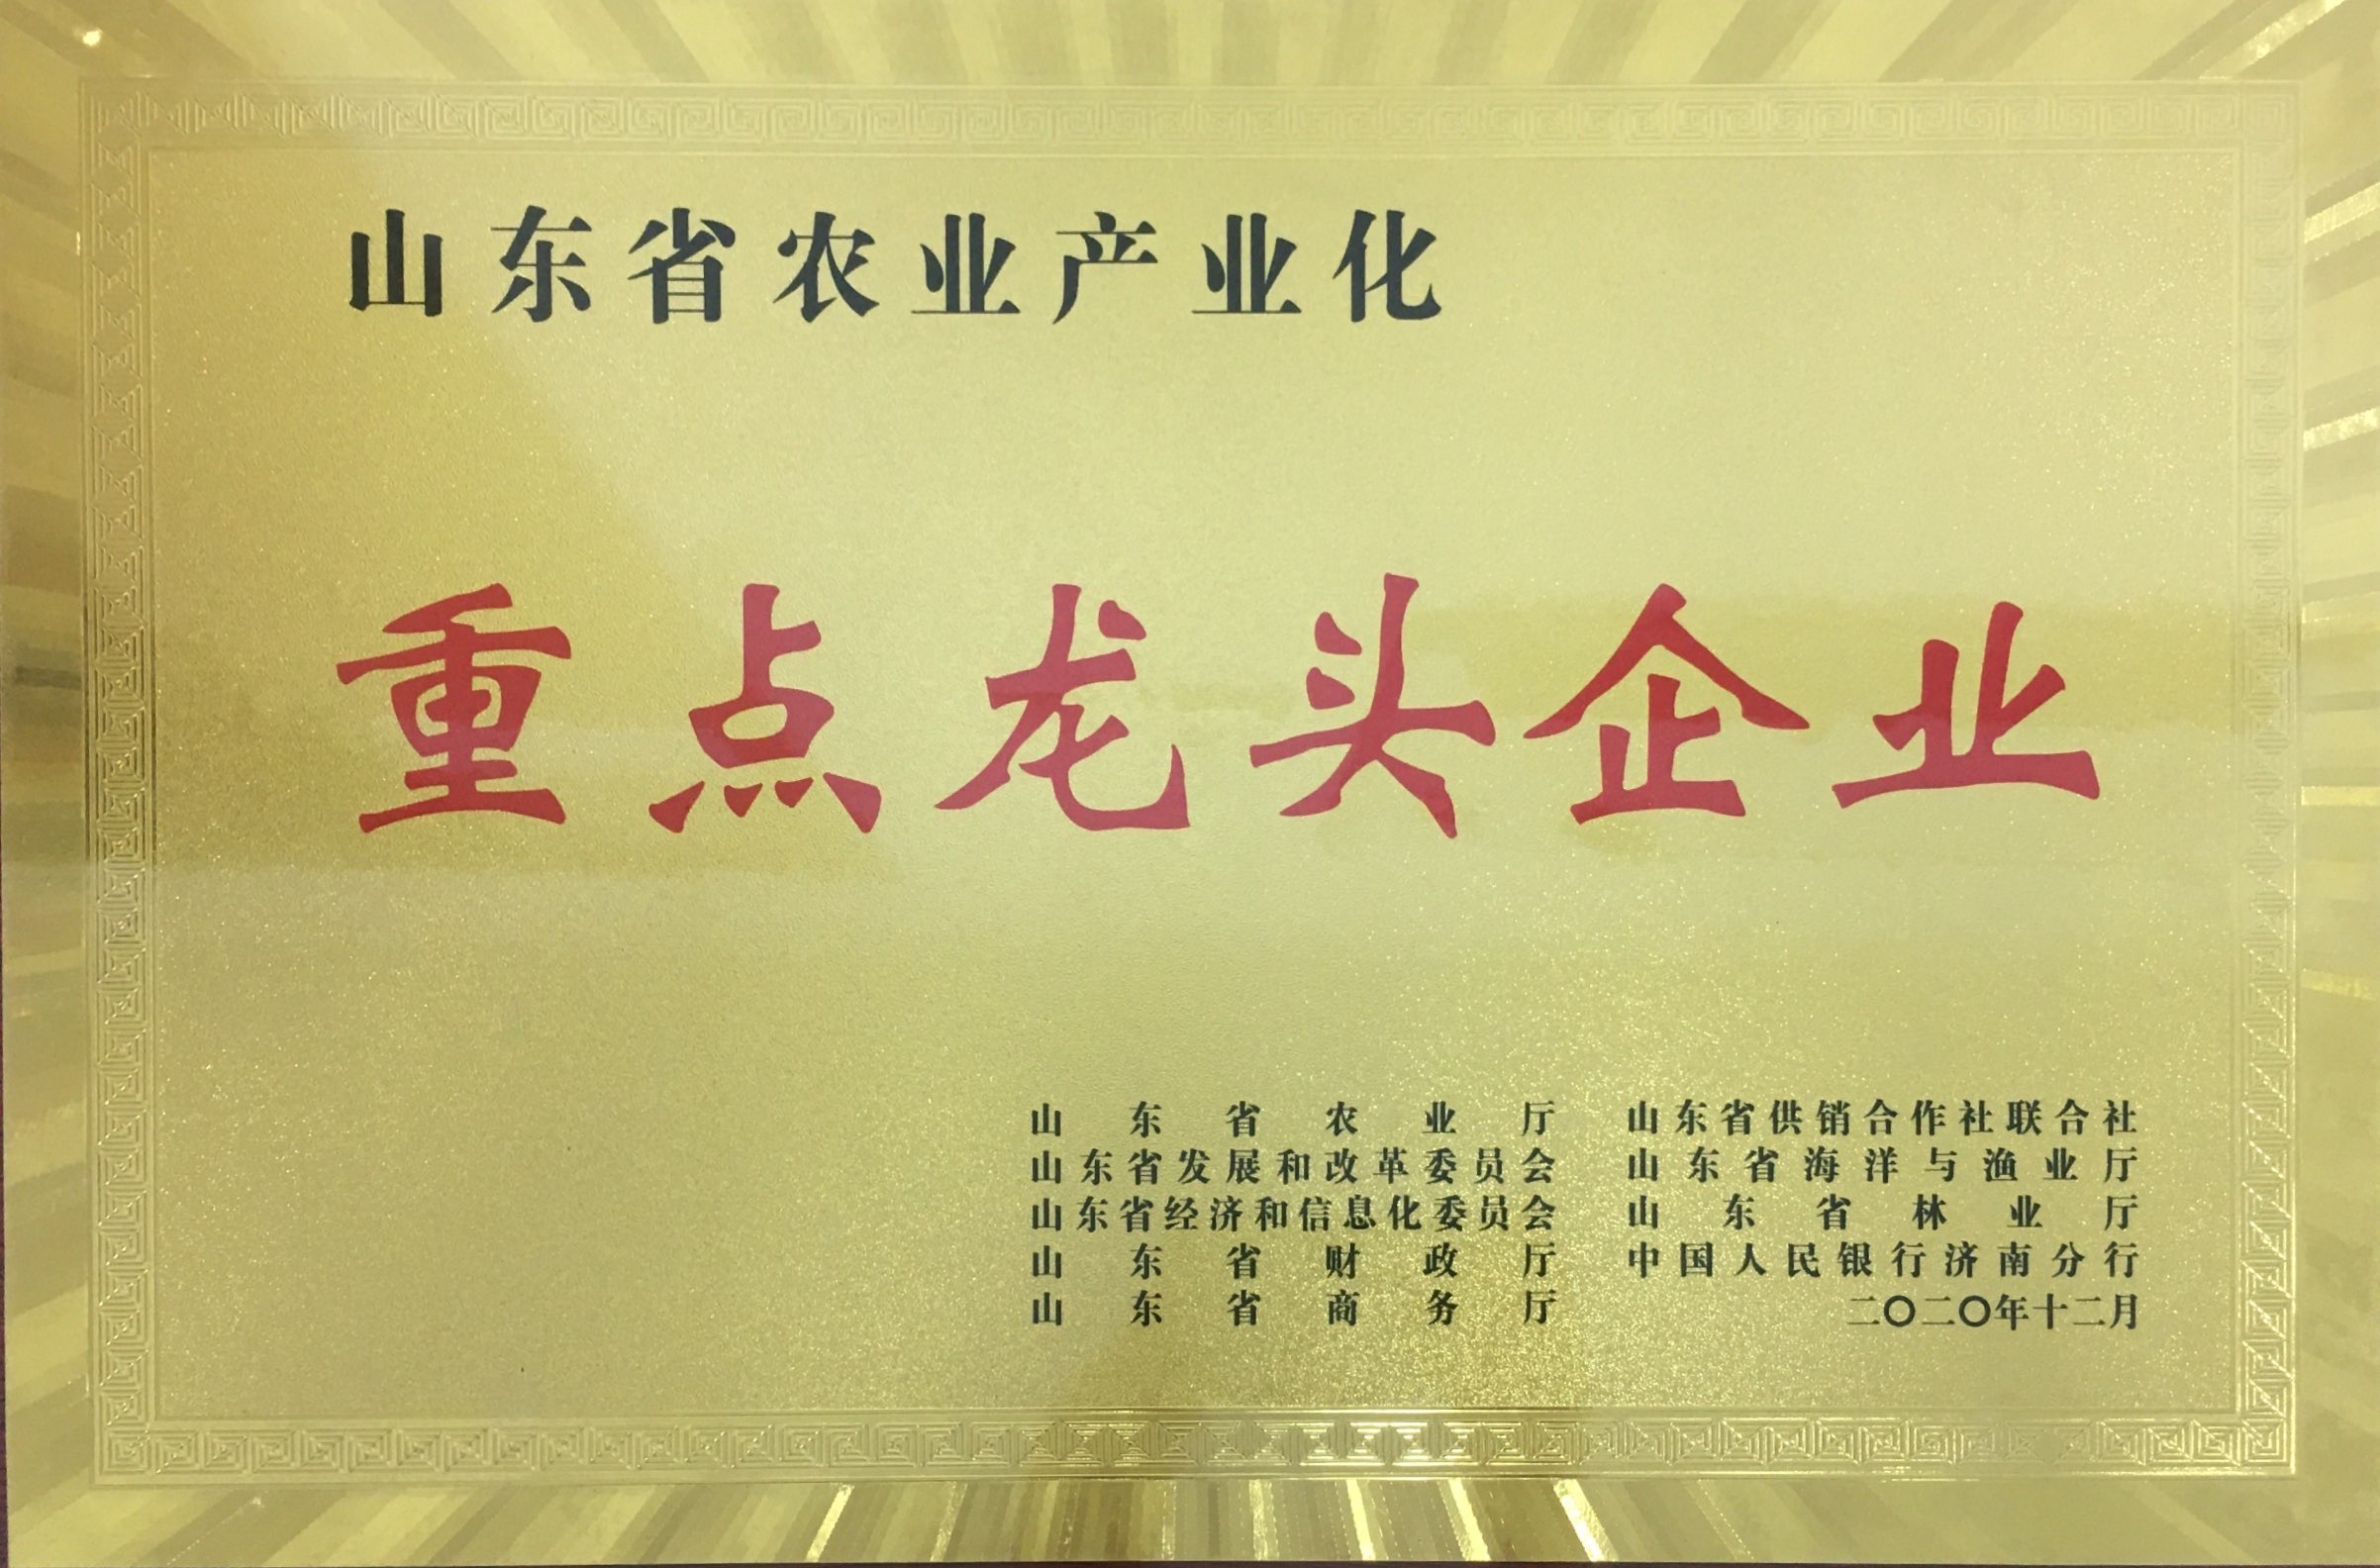 山东省农业产业化
重点龙头企业
山东省农业厅
山东省发展和改革委员会
山东省经济和信息化委员会
山东省财政厅
山东省商务厅
山东省供销合作社联合社
山东省海洋与渔业厅
山东省林业厅
中国人民银行济南分行
二〇二〇年十二月